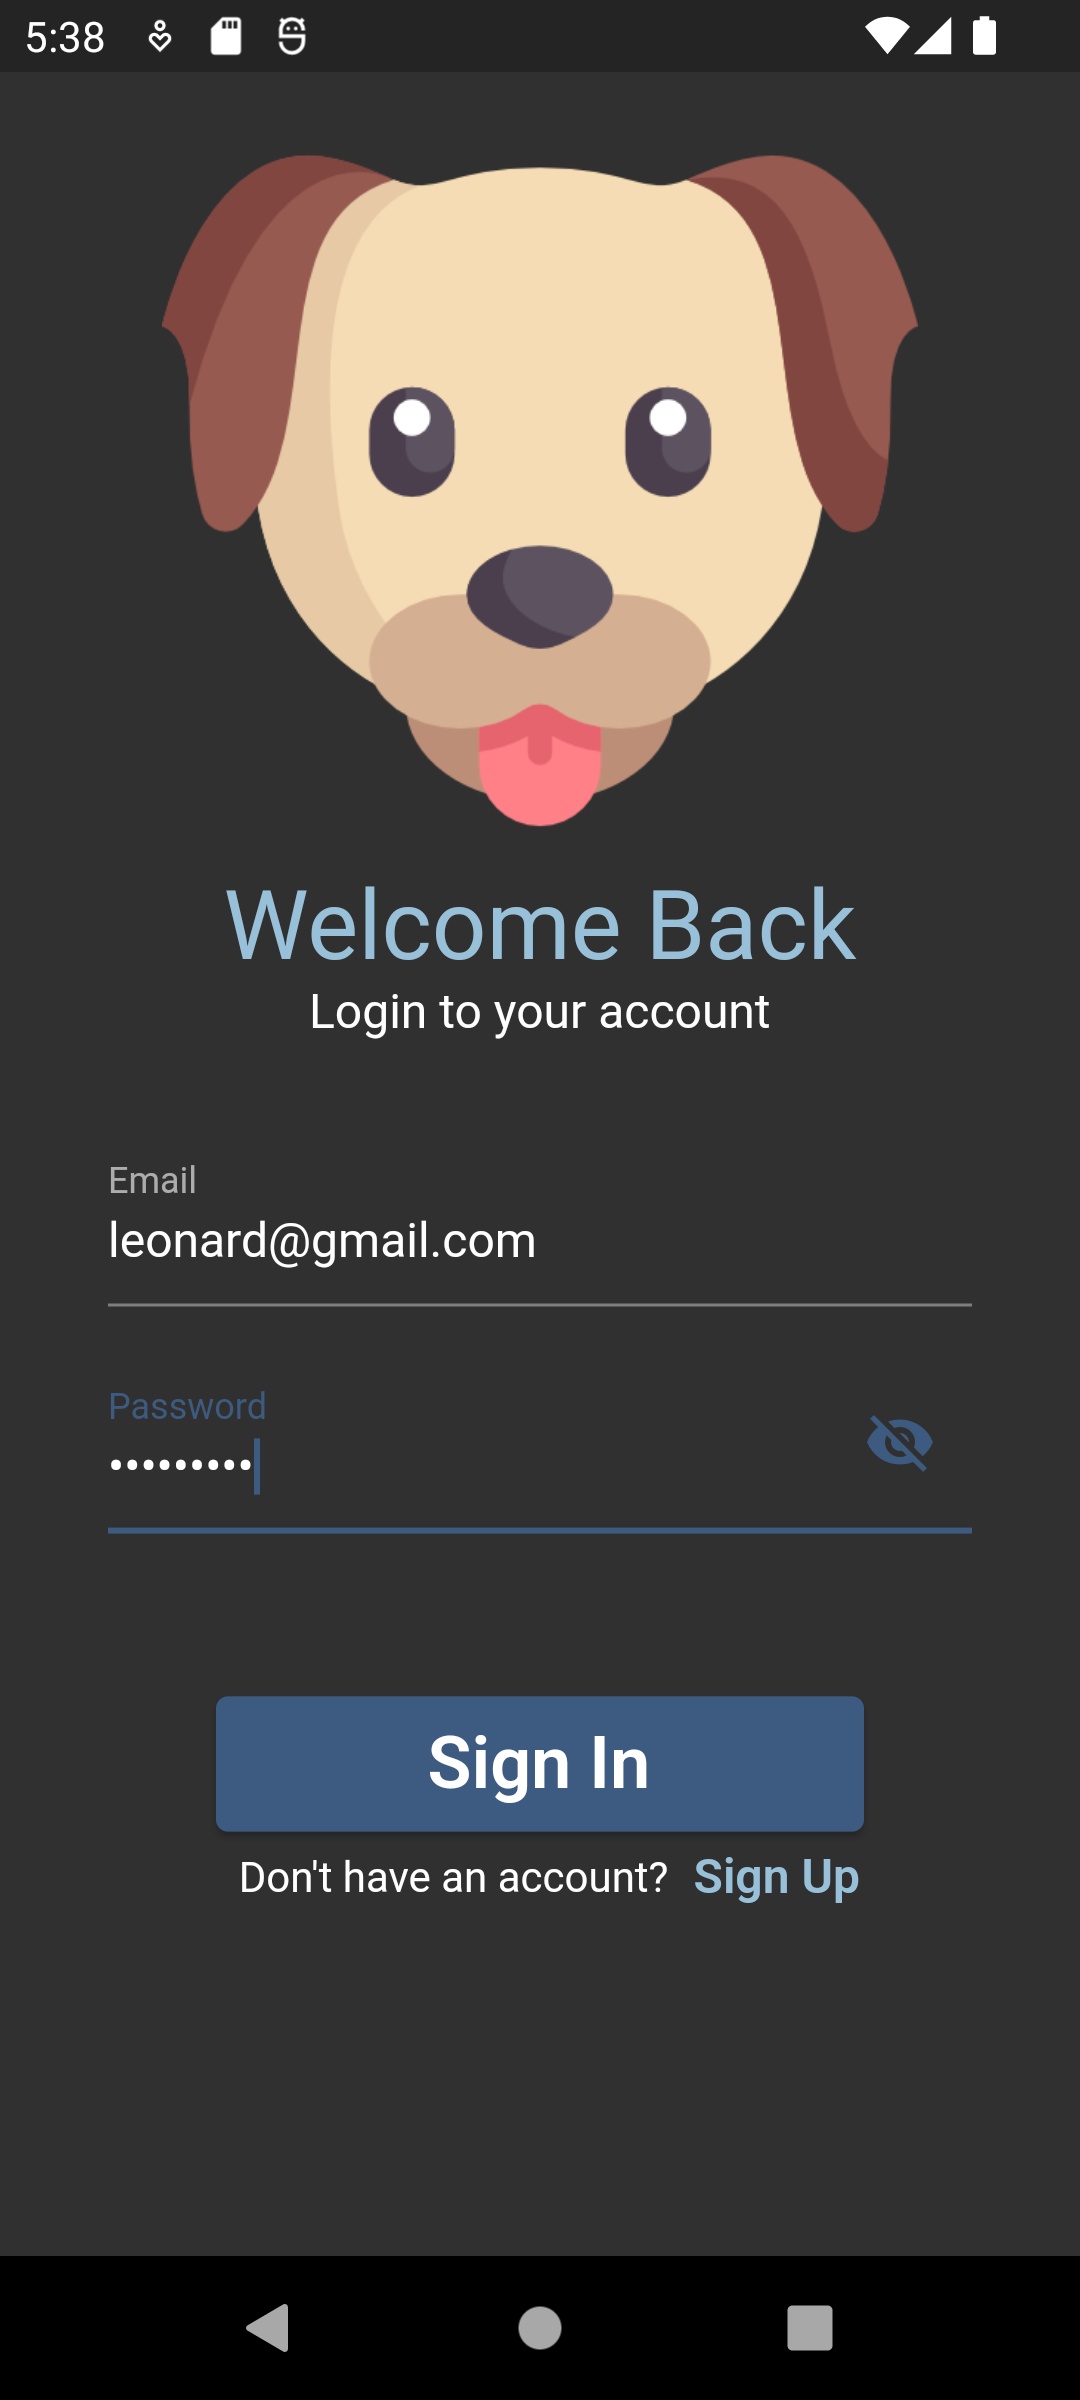 5:38
Welcome Back
Login to your account
Email
leonard@gmail.com
Password
•••••••••
Sign In
Don't have an account? Sign Up